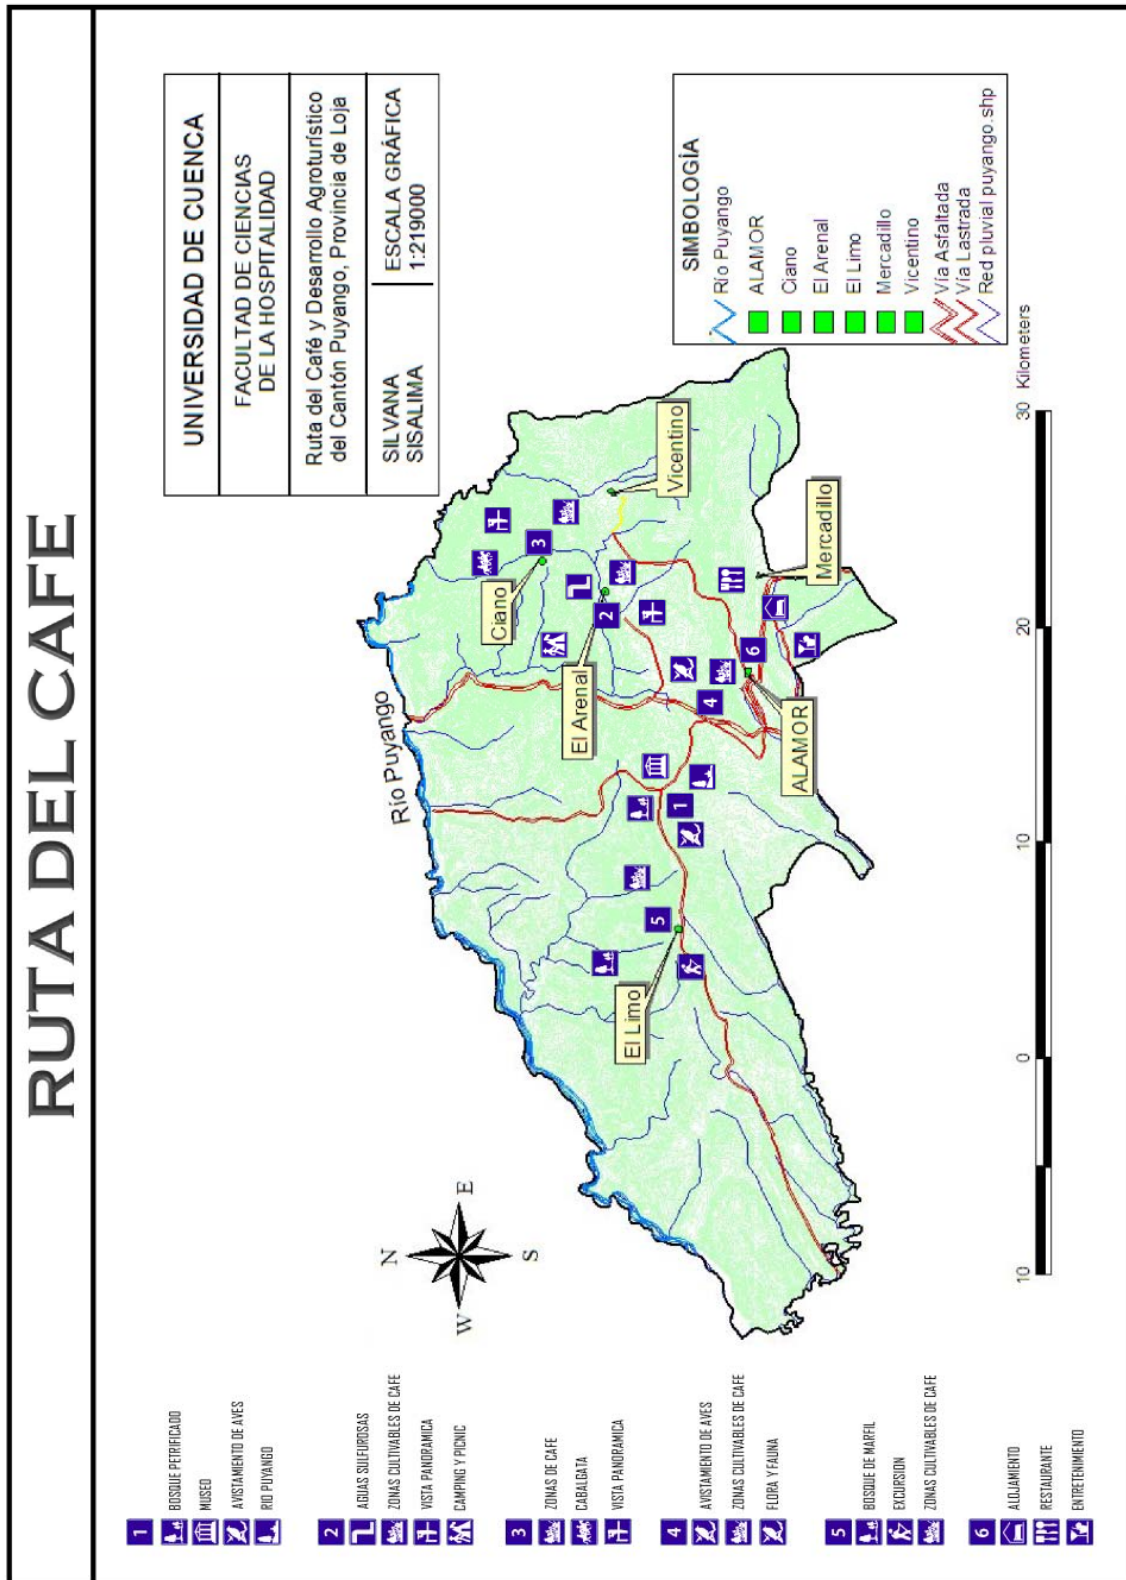 RUTA DEL CAFE
UNIVERSIDAD DE CUENCA
FACULTAD DE CIENCIAS
DE LA HOSPITALIDAD
Ruta del Café y Desarrollo Agroturístico
del Cantón Puyango, Provincia de Loja
SILVANA
SISALIMA
ESCALA GRÁFICA
1:219000
N
W
E
S
Río Puyango
Ciano
3
Vicentino
El Arenal
2
4
6
Mercadillo
ALAMOR
1
5
El Limo
SIMBOLOGÍA
Río Puyango
ALAMOR
Ciano
El Arenal
El Limo
Mercadillo
Vicentino
Vía Asfaltada
Vía Lastrada
Red pluvial puyango.shp
10
0
10
20
30
Kilometers
1
BOSQUE PETRIFICADO
MUSEO
AVISTAMIENTO DE AVES
RIO PUYANGO
2
AGUAS SULFUROSAS
ZONAS CULTIVABLES DE CAFE
VISTA PANORAMICA
CAMPING Y PICNIC
3
ZONAS DE CAFE
CABALGATA
VISTA PANORAMICA
4
AVISTAMIENTO DE AVES
ZONAS CULTIVABLES DE CAFE
FLORA Y FAUNA
5
BOSQUE DE MARFIL
EXCURSION
ZONAS CULTIVABLES DE CAFE
6
ALOJAMIENTO
RESTAURANTE
ENTRETENIMIENTO